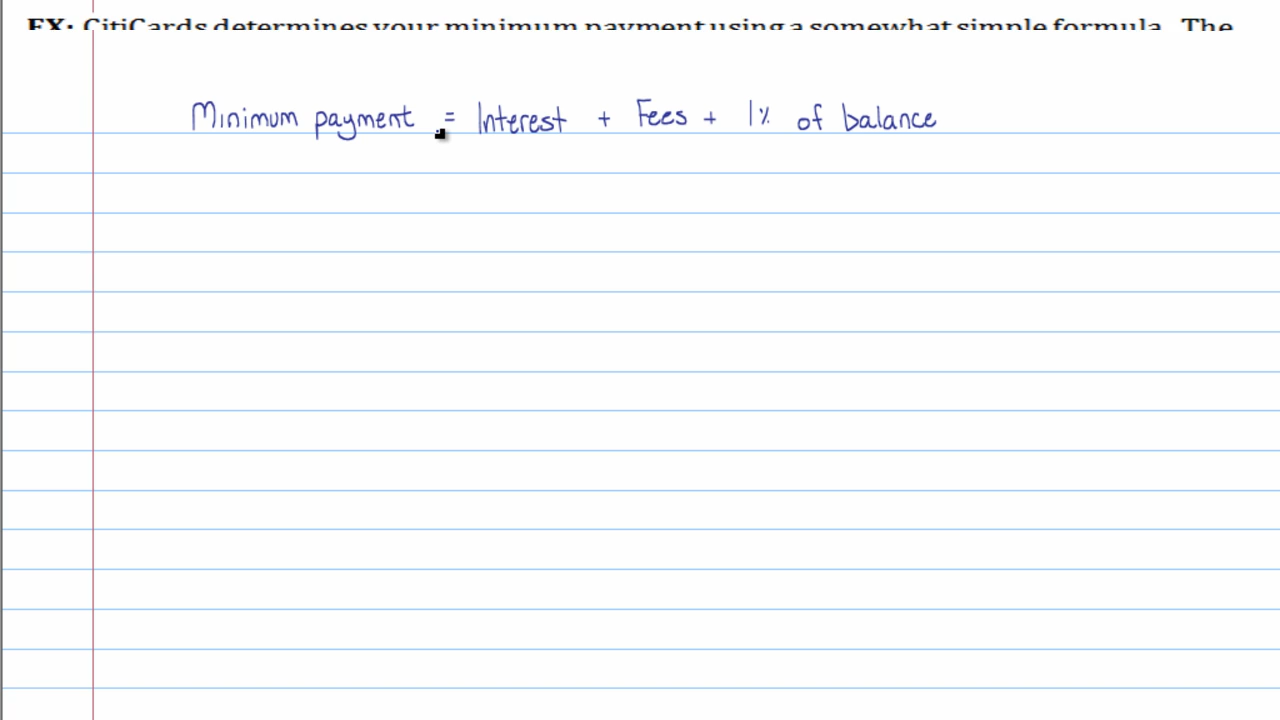 EX: CitiCards determines your minimum payment using a somewhat simple formula. The
Minimum payment = Interest + Fees + 1% of balance